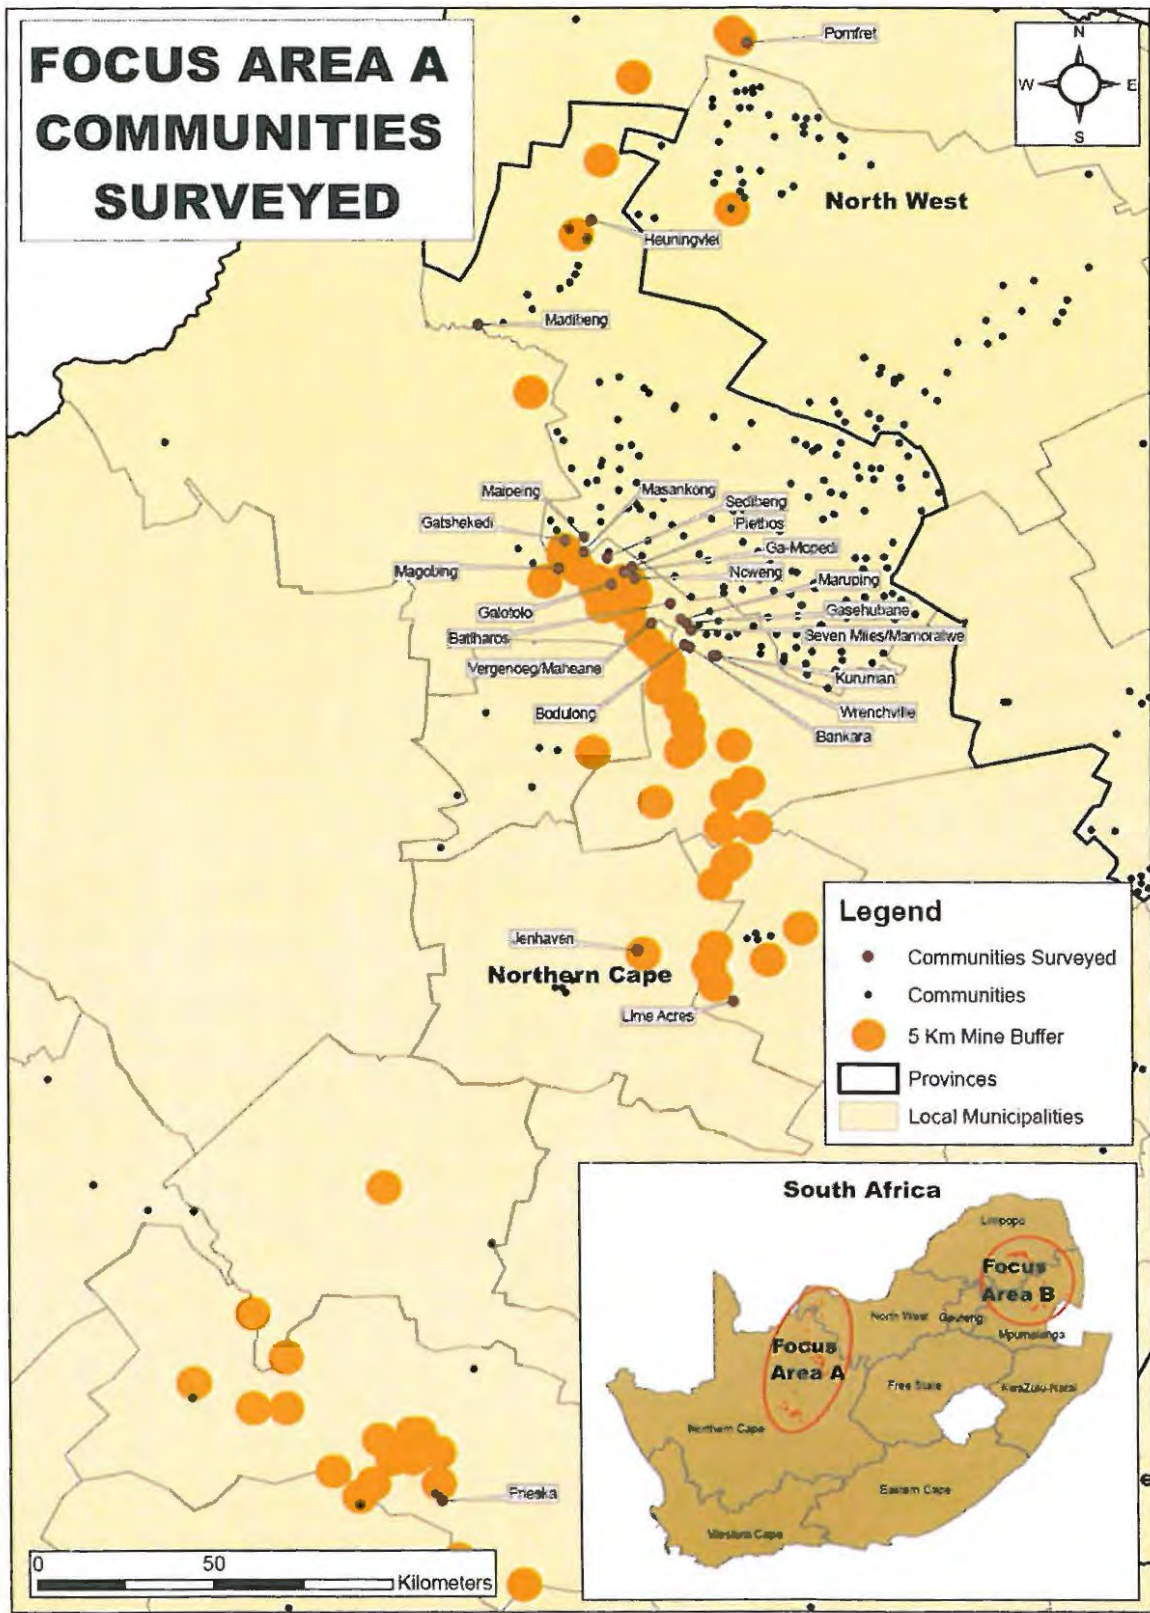 FOCUS AREA A
COMMUNITIES
SURVEYED
N
W E
S
Pomfret
North West
Heuningvlei
Madibeng
Maipeing
Masankong
Sedibeng
Gatshekedi
Pietbos
Ga-Mopedi
Magobing
Ncweng
Maruping
Galotolo
Gasehubane
Batlharos
Seven Miles/Mamoratwe
Vergenoeg/Maheane
Kuruman
Wrenchville
Bodulong
Bankara
Jenhaven
Northern Cape
Lime Acres
Prieska
Legend
Communities Surveyed
Communities
5 Km Mine Buffer
Provinces
Local Municipalities
South Africa
Limpopo
Focus
Area B
North West
Gauteng
Mpumalanga
Focus
Area A
Free State
KwaZulu-Natal
Northern Cape
Eastern Cape
Western Cape
0 50
Kilometers